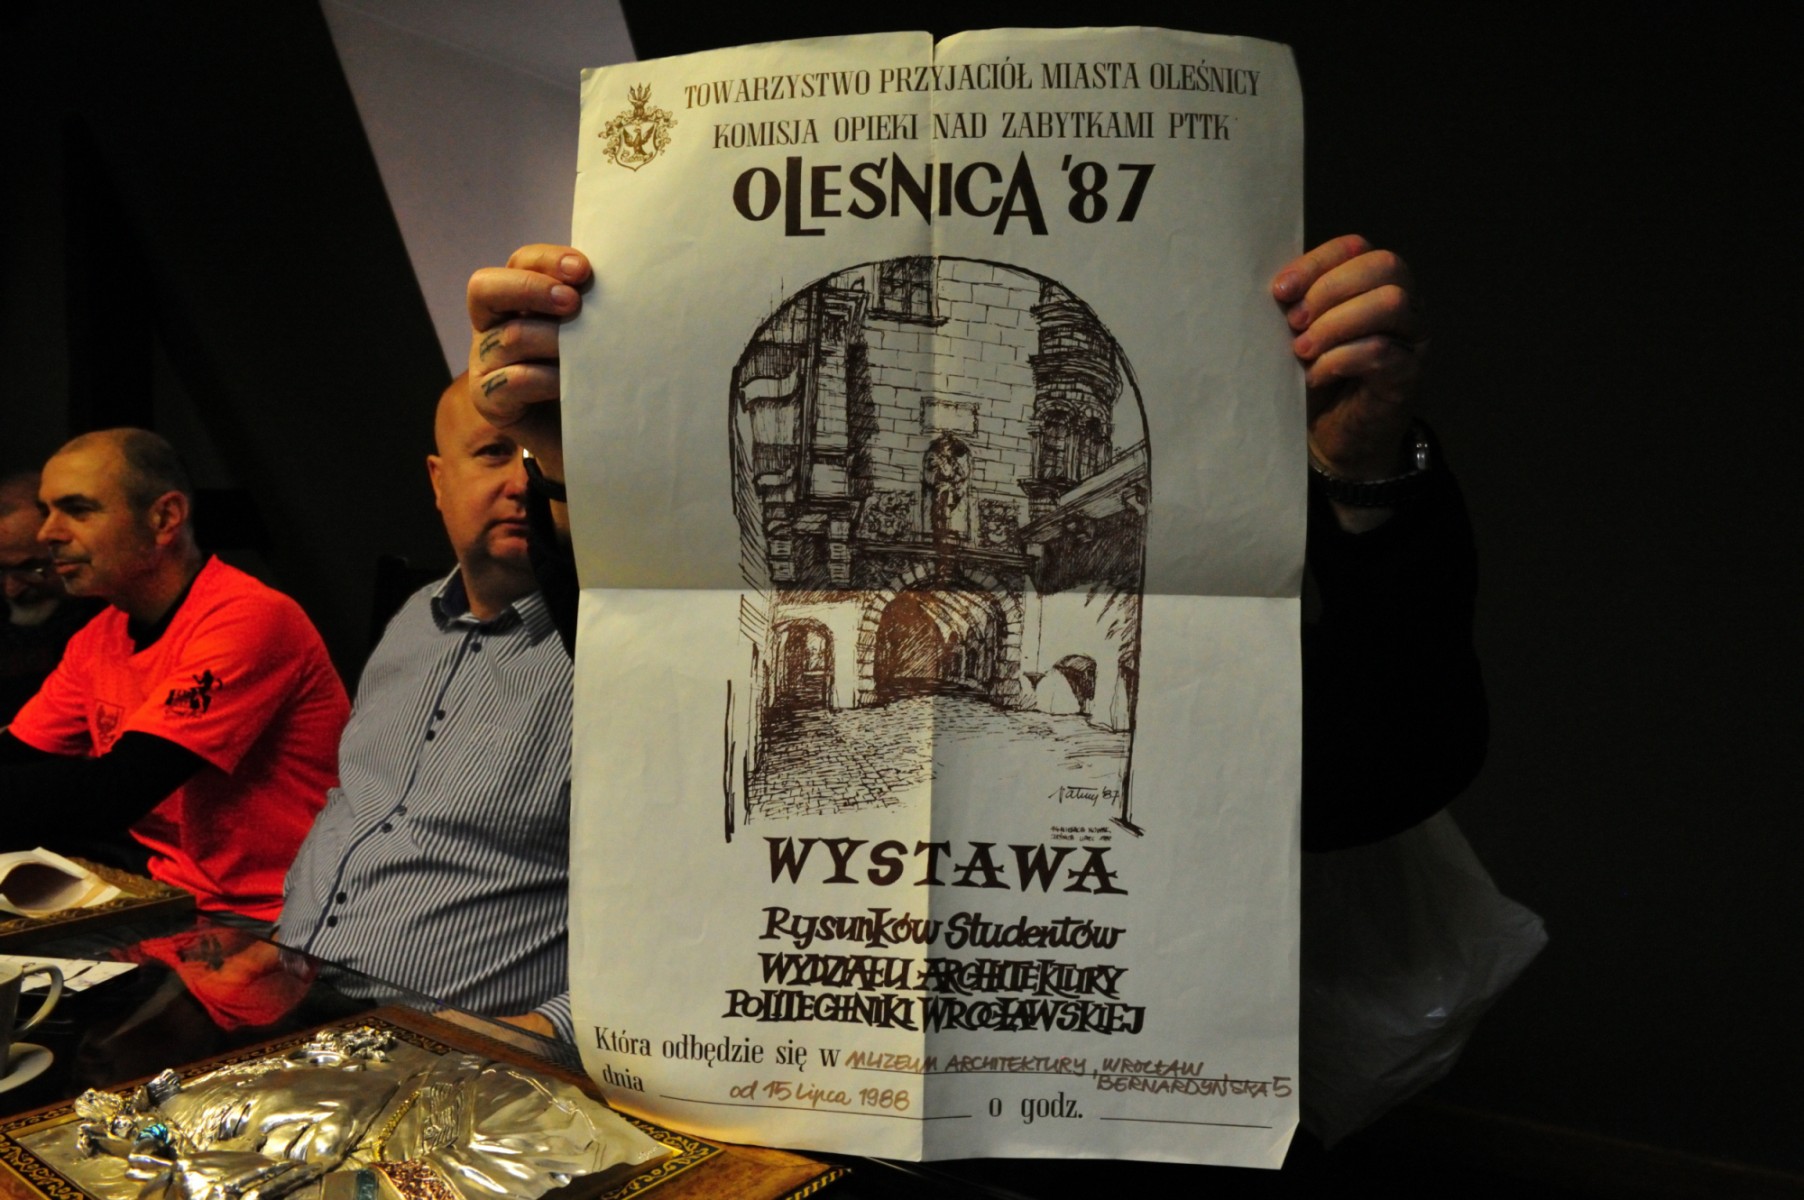 TOWARZYSTWO PRZYJACIÓŁ MIASTA OLEŚNICY
KOMISJA OPIEKI NAD ZABYTKAMI PTTK
OLEŚNICA '87
'87
WYSTAWA
Rysunków Studentów
WYDZIAŁU ARCHITEKTURY
POLITECHNIKI WROCŁAWSKIEJ
Która odbędzie się w MUZEUM ARCHITEKTURY, WROCŁAW
BERNARDYŃSKA 5
dnia od 15 Lipca 1988 o godz.